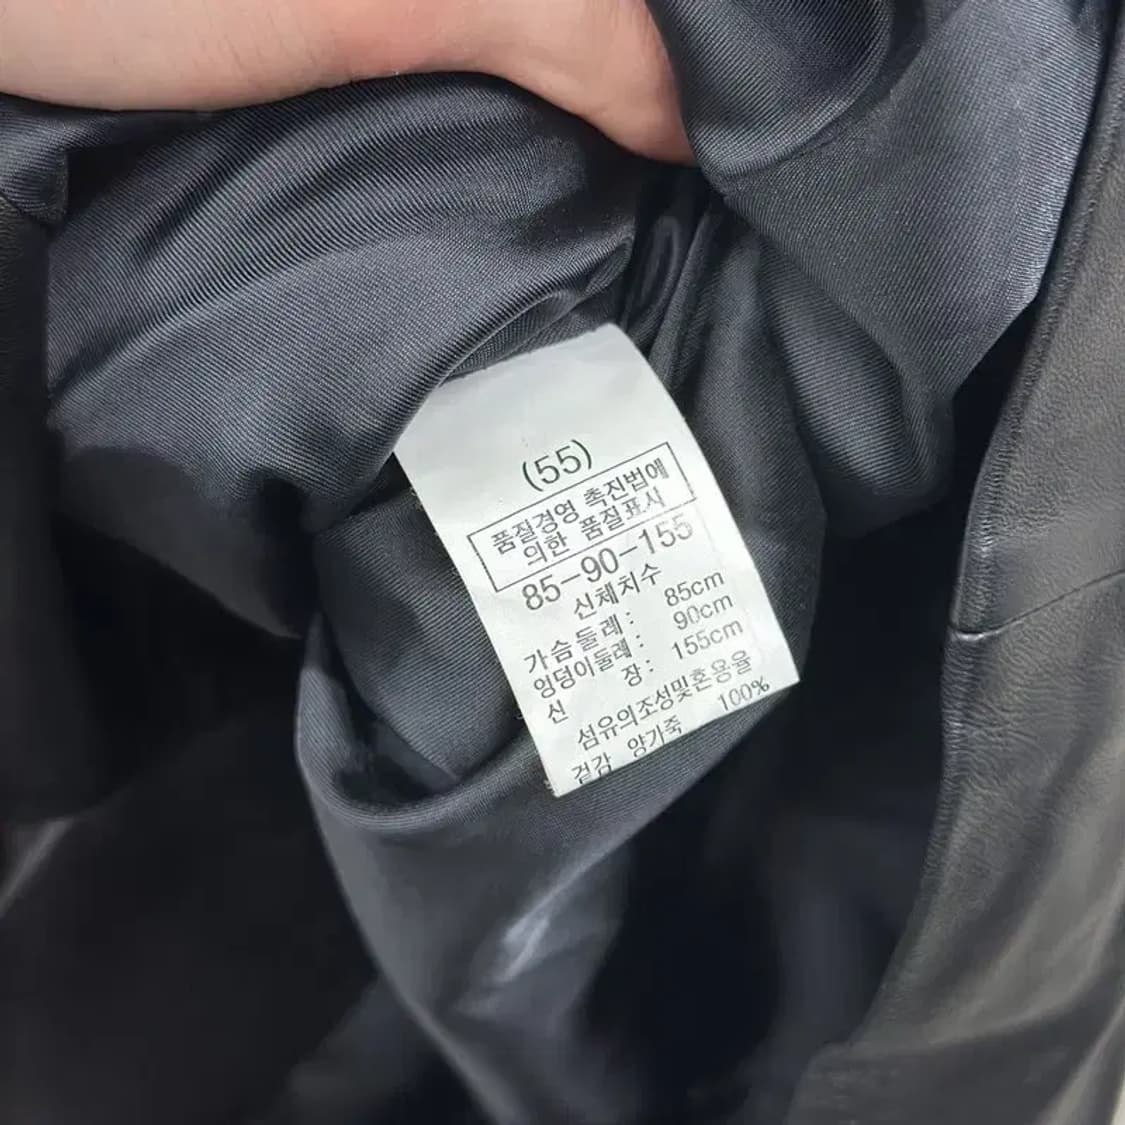 (55)
품질경영 촉진법에
의한 품질표시
85-90-155
신체치수
가슴둘레: 85cm
엉덩이둘레: 90cm
신 장: 155cm
섬유의조성및혼용율
겉감 양가죽 100%